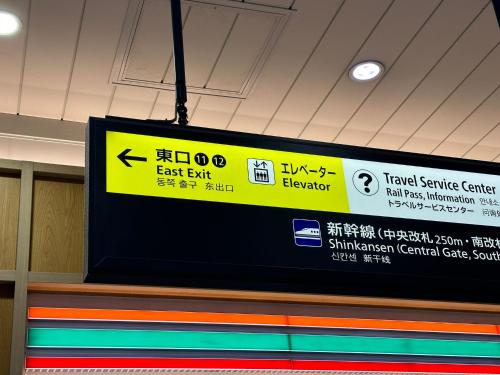 東口 11 12
East Exit
동쪽 출구 东出口
エレベーター
Elevator
?
Travel Service Center
Rail Pass, Information 안내소
トラベルサービスセンター
新幹線(中央改札 250m・南改札
Shinkansen (Central Gate, South
신칸센 新干线